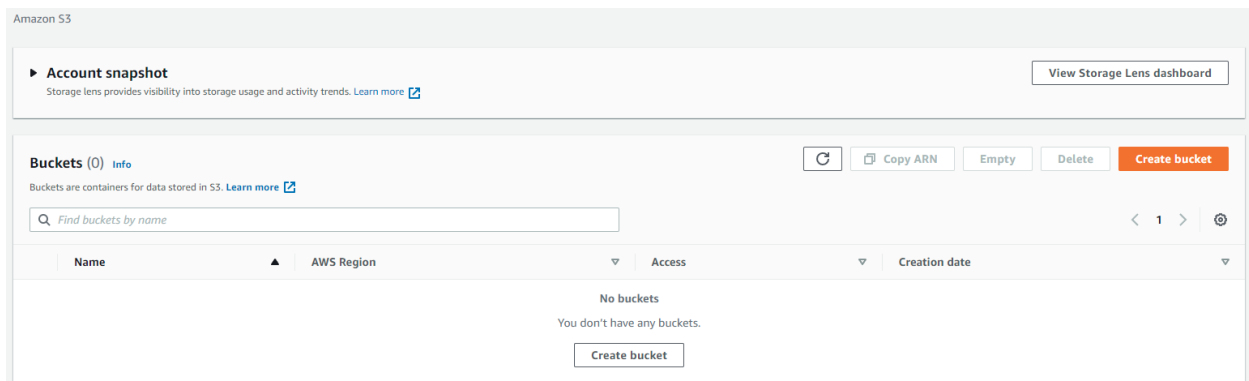 Amazon S3
Account snapshot
View Storage Lens dashboard
Storage lens provides visibility into storage usage and activity trends. Learn more
Buckets (0) Info
Copy ARN Empty Delete Create bucket
Buckets are containers for data stored in S3. Learn more
Find buckets by name
1
Name AWS Region Access Creation date
No buckets
You don't have any buckets.
Create bucket